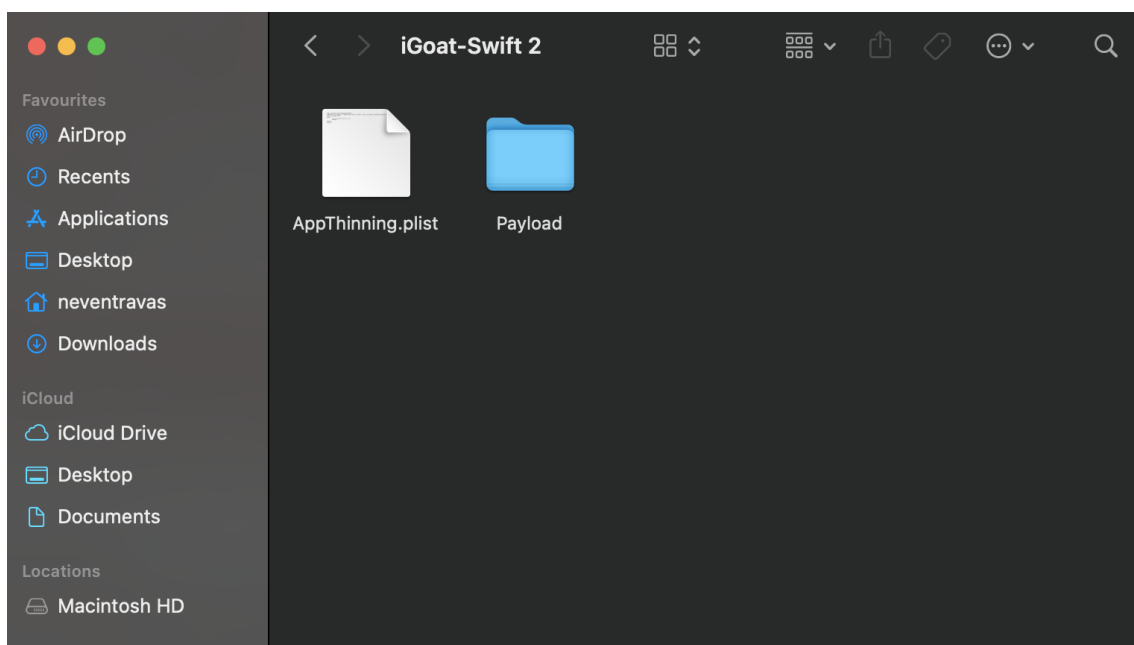 iGoat-Swift 2
Favourites
AirDrop
Recents
Applications
Desktop
neventravas
Downloads
iCloud
iCloud Drive
Desktop
Documents
Locations
Macintosh HD
AppThinning.plist
Payload